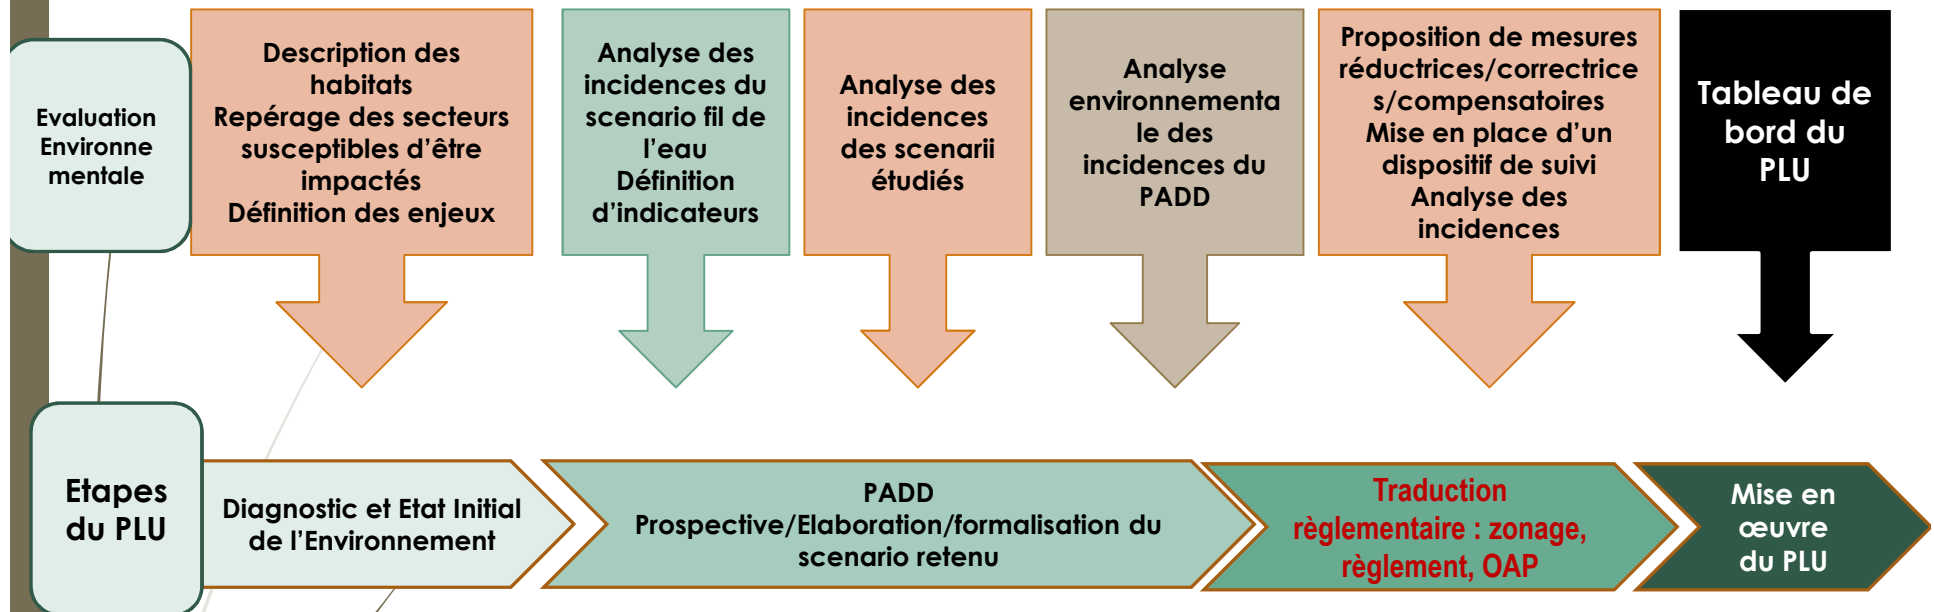 Evaluation
Environne
mentale
Description des
habitats
Repérage des secteurs
susceptibles d’être
impactés
Définition des enjeux
Analyse des
incidences du
scenario fil de
l’eau
Définition
d’indicateurs
Analyse des
incidences
des scenarii
étudiés
Analyse
environnementa
le des
incidences du
PADD
Proposition de mesures
réductrices/correctrice
s/compensatoires
Mise en place d’un
dispositif de suivi
Analyse des
incidences
Tableau de
bord du
PLU
Etapes
du PLU
Diagnostic et Etat Initial
de l’Environnement
PADD
Prospective/Elaboration/formalisation du
scenario retenu
Traduction
règlementaire : zonage,
règlement, OAP
Mise en
œuvre
du PLU